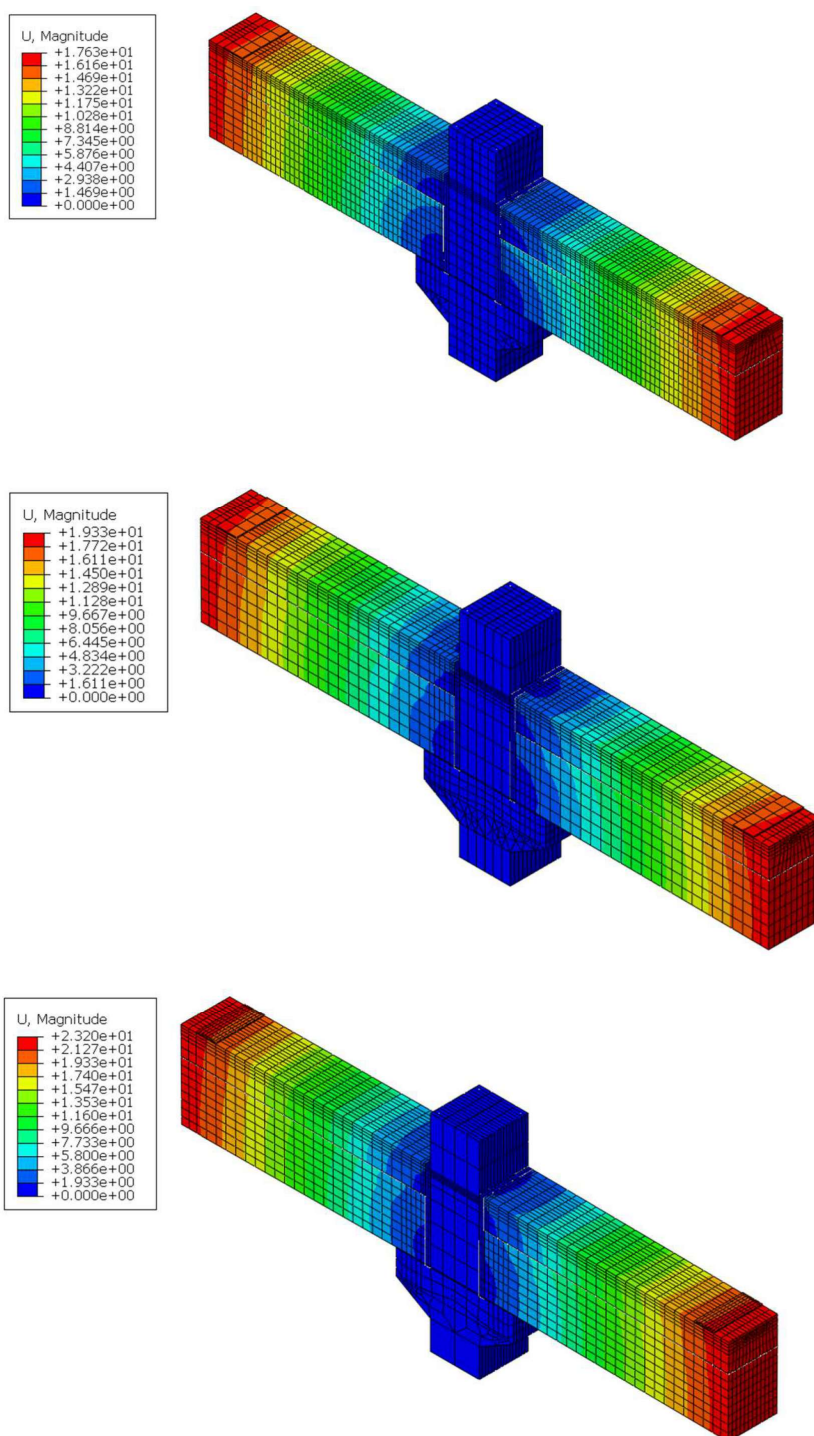 U, Magnitude
+1.763e+01
+1.616e+01
+1.469e+01
+1.322e+01
+1.175e+01
+1.028e+01
+8.814e+00
+7.345e+00
+5.876e+00
+4.407e+00
+2.938e+00
+1.469e+00
+0.000e+00
U, Magnitude
+1.933e+01
+1.772e+01
+1.611e+01
+1.450e+01
+1.289e+01
+1.128e+01
+9.667e+00
+8.056e+00
+6.445e+00
+4.834e+00
+3.222e+00
+1.611e+00
+0.000e+00
U, Magnitude
+2.320e+01
+2.127e+01
+1.933e+01
+1.740e+01
+1.547e+01
+1.353e+01
+1.160e+01
+9.666e+00
+7.733e+00
+5.800e+00
+3.866e+00
+1.933e+00
+0.000e+00